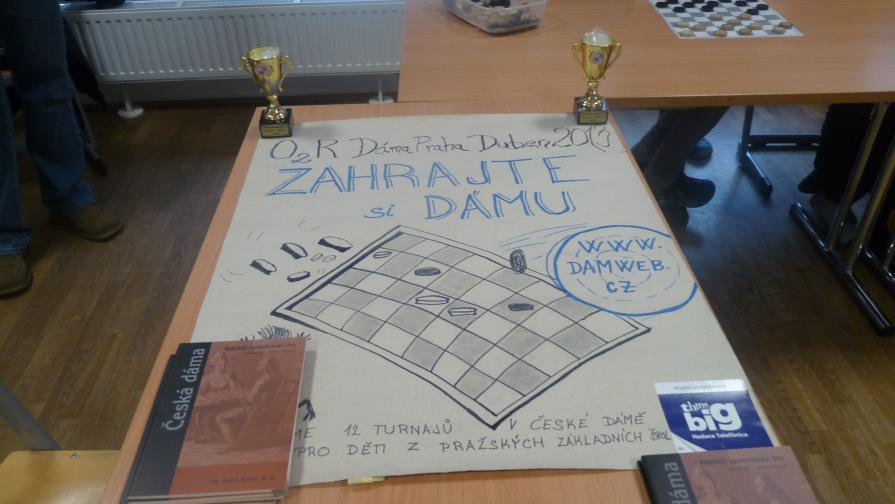 O2R Dáma Praha Duben 2013
ZAHRAJTE
si DÁMU
WWW.
DAMWEB.
CZ
12 TURNAJŮ V ČESKÉ DÁMĚ
PRO DĚTI Z PRAŽSKÝCH ZÁKLADNÍCH ŠKOL
Česká dáma
think
big
Nadace Telefónica
dáma